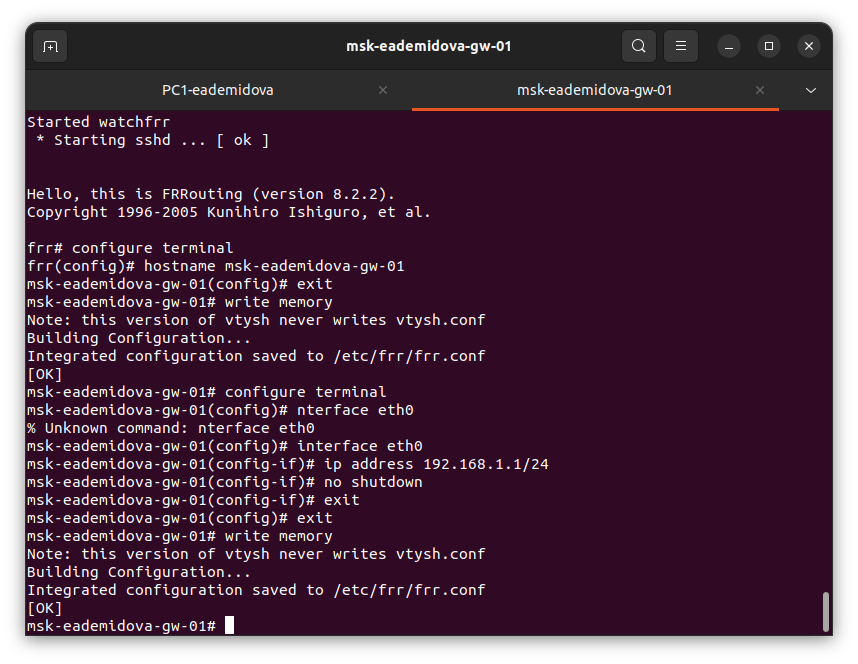 msk-eademidova-gw-01
PC1-eademidova
msk-eademidova-gw-01
Started watchfrr
 * Starting sshd ... [ ok ]
Hello, this is FRRouting (version 8.2.2).
Copyright 1996-2005 Kunihiro Ishiguro, et al.
frr# configure terminal
frr(config)# hostname msk-eademidova-gw-01
msk-eademidova-gw-01(config)# exit
msk-eademidova-gw-01# write memory
Note: this version of vtysh never writes vtysh.conf
Building Configuration...
Integrated configuration saved to /etc/frr/frr.conf
[OK]
msk-eademidova-gw-01# configure terminal
msk-eademidova-gw-01(config)# nterface eth0
% Unknown command: nterface eth0
msk-eademidova-gw-01(config)# interface eth0
msk-eademidova-gw-01(config-if)# ip address 192.168.1.1/24
msk-eademidova-gw-01(config-if)# no shutdown
msk-eademidova-gw-01(config-if)# exit
msk-eademidova-gw-01(config)# exit
msk-eademidova-gw-01# write memory
Note: this version of vtysh never writes vtysh.conf
Building Configuration...
Integrated configuration saved to /etc/frr/frr.conf
[OK]
msk-eademidova-gw-01#